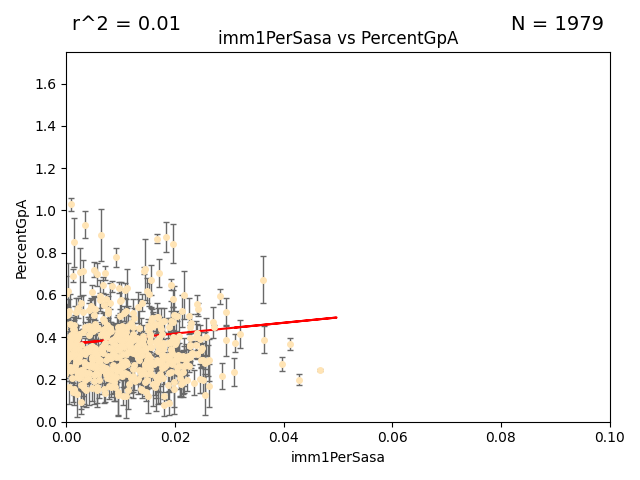 r^2 = 0.01
N = 1979
imm1PerSasa vs PercentGpA
PercentGpA
1.6
1.4
1.2
1.0
0.8
0.6
0.4
0.2
0.0
0.00 0.02 0.04 0.06 0.08 0.10
imm1PerSasa